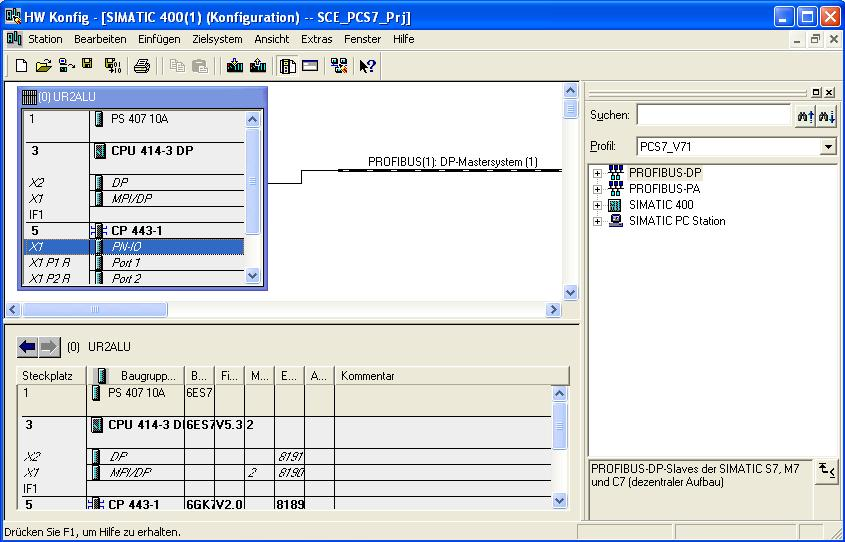 HW Konfig - [SIMATIC 400(1) (Konfiguration) -- SCE_PCS7_Prj]
Station Bearbeiten Einfügen Zielsystem Ansicht Extras Fenster Hilfe
(0) UR2ALU
1 PS 407 10A
3 CPU 414-3 DP
X2 DP
X1 MPI/DP
IF1
5 CP 443-1
X1 PN-IO
X1 P1 R Port 1
X1 P2 R Port 2
PROFIBUS(1): DP-Mastersystem (1)
Suchen:
Profil: PCS7_V71
PROFIBUS-DP
PROFIBUS-PA
SIMATIC 400
SIMATIC PC Station
PROFIBUS-DP-Slaves der SIMATIC S7, M7
und C7 (dezentraler Aufbau)
(0) UR2ALU
Steckplatz Baugrupp... B... Fi... M... E... A... Kommentar
1 PS 407 10A 6ES7
3 CPU 414-3 D 6ES7 V5.3 2
X2 DP 8191
X1 MPI/DP 2 8190
IF1
5 CP 443-1 6GK7 V2.0 8189
Drücken Sie F1, um Hilfe zu erhalten.